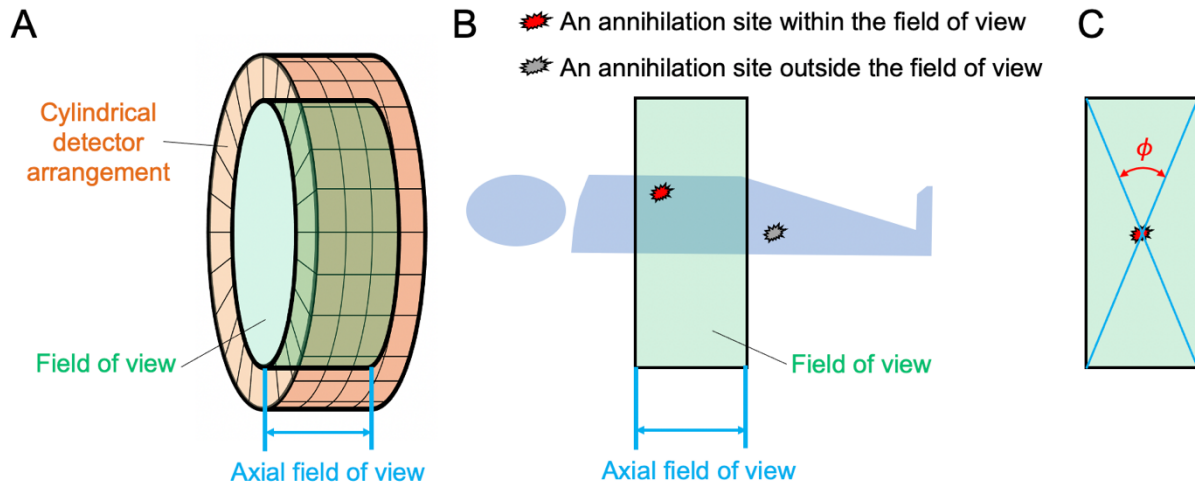 A
Cylindrical
detector
arrangement
Field of view
Axial field of view
B
An annihilation site within the field of view
An annihilation site outside the field of view
Field of view
Axial field of view
C
ϕ